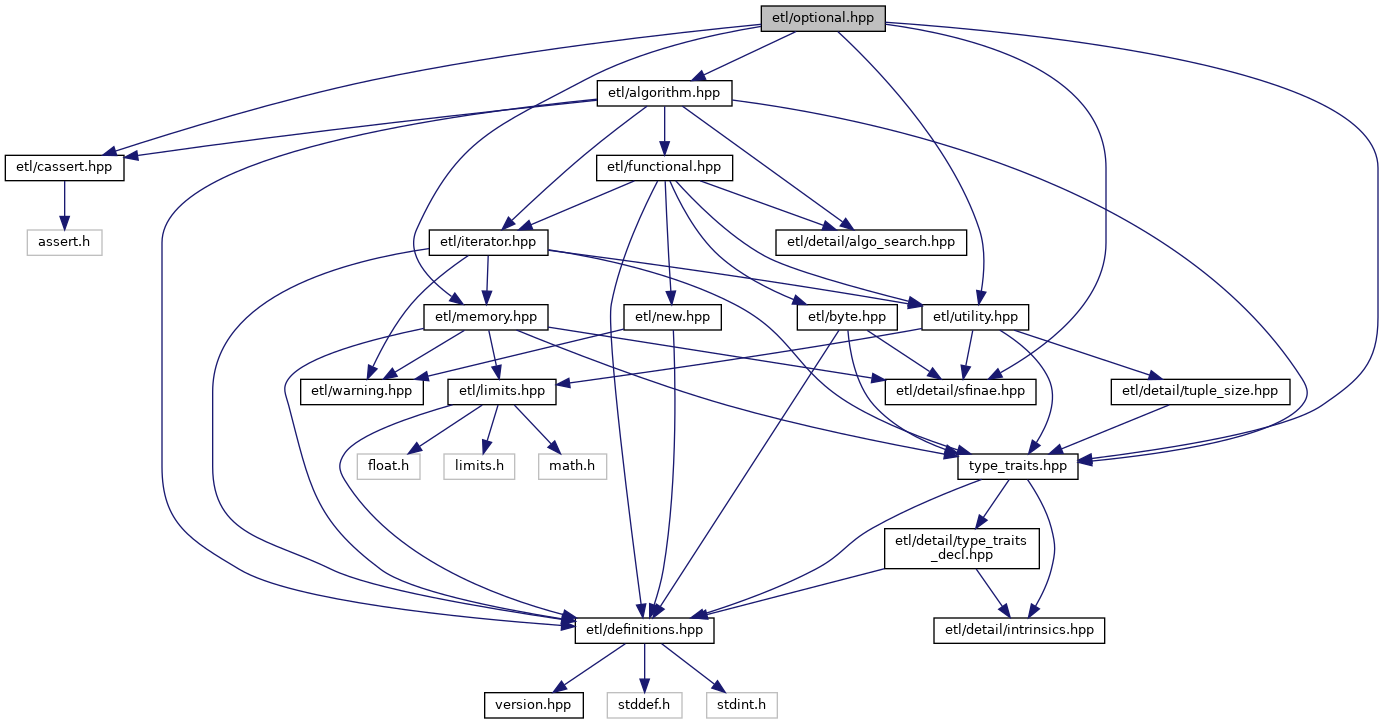 etl/optional.hpp
etl/algorithm.hpp
etl/cassert.hpp
etl/functional.hpp
assert.h
etl/iterator.hpp
etl/detail/algo_search.hpp
etl/memory.hpp
etl/new.hpp
etl/byte.hpp
etl/utility.hpp
etl/warning.hpp
etl/limits.hpp
etl/detail/sfinae.hpp
etl/detail/tuple_size.hpp
float.h
limits.h
math.h
type_traits.hpp
etl/detail/type_traits
_decl.hpp
etl/definitions.hpp
etl/detail/intrinsics.hpp
version.hpp
stddef.h
stdint.h